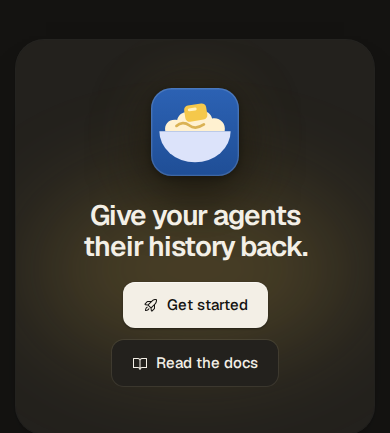 Give your agents
their history back.
Get started
Read the docs